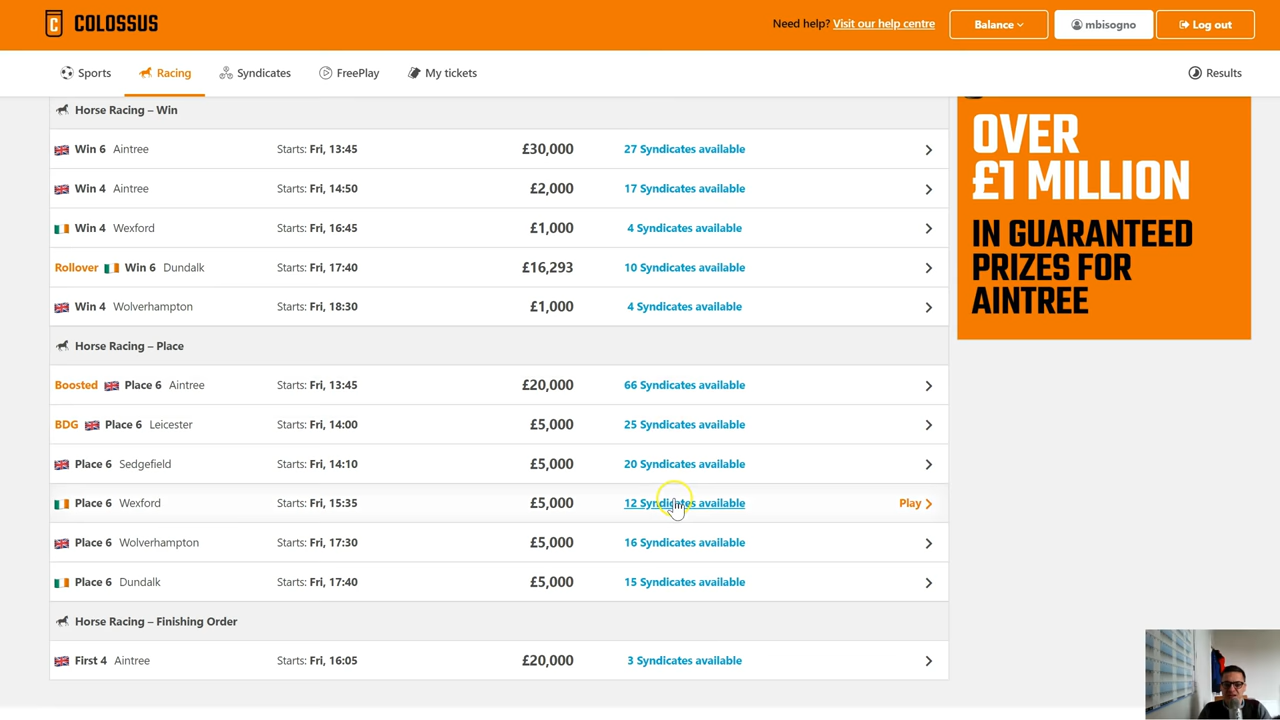 C COLOSSUS
Need help? Visit our help centre
Balance
mbisogno
Log out
Sports
Racing
Syndicates
FreePlay
My tickets
Results
Horse Racing – Win
Win 6 Aintree Starts: Fri, 13:45 £30,000 27 Syndicates available
Win 4 Aintree Starts: Fri, 14:50 £2,000 17 Syndicates available
Win 4 Wexford Starts: Fri, 16:45 £1,000 4 Syndicates available
Rollover Win 6 Dundalk Starts: Fri, 17:40 £16,293 10 Syndicates available
Win 4 Wolverhampton Starts: Fri, 18:30 £1,000 4 Syndicates available
Horse Racing – Place
Boosted Place 6 Aintree Starts: Fri, 13:45 £20,000 66 Syndicates available
BDG Place 6 Leicester Starts: Fri, 14:00 £5,000 25 Syndicates available
Place 6 Sedgefield Starts: Fri, 14:10 £5,000 20 Syndicates available
Place 6 Wexford Starts: Fri, 15:35 £5,000 12 Syndicates available Play
Place 6 Wolverhampton Starts: Fri, 17:30 £5,000 16 Syndicates available
Place 6 Dundalk Starts: Fri, 17:40 £5,000 15 Syndicates available
Horse Racing – Finishing Order
First 4 Aintree Starts: Fri, 16:05 £20,000 3 Syndicates available
OVER
£1 MILLION
IN GUARANTEED
PRIZES FOR
AINTREE